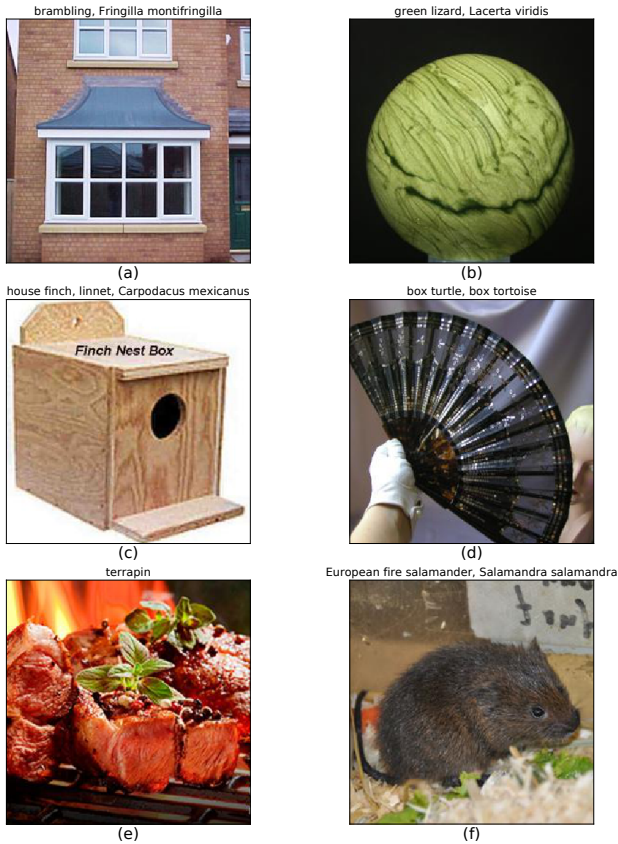 brambling, Fringilla montifringilla
green lizard, Lacerta viridis
(a)
(b)
house finch, linnet, Carpodacus mexicanus
box turtle, box tortoise
Finch Nest Box
(c)
(d)
terrapin
European fire salamander, Salamandra salamandra
(e)
(f)